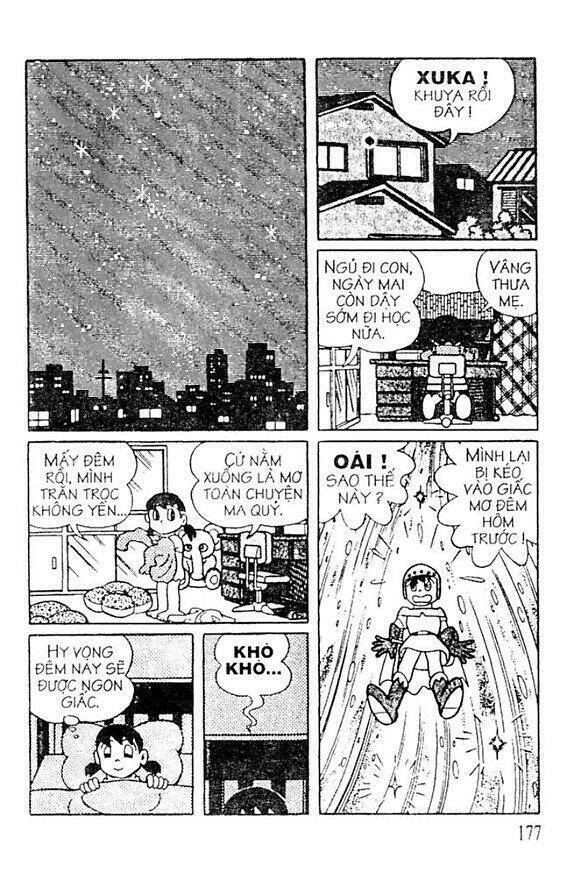 XUKA !
KHUYA RỒI
ĐẤY !
NGỦ ĐI CON,
NGÀY MAI
CÒN DẬY
SỚM ĐI HỌC
NỮA.
VÂNG
THƯA
MẸ.
MẤY ĐÊM
RỒI, MÌNH
TRẰN TRỌC
KHÔNG YÊN...
CỨ NẰM
XUỐNG LÀ MƠ
TOÀN CHUYỆN
MA QUỶ.
HY VỌNG
ĐÊM NÀY SẼ
ĐƯỢC NGON
GIẤC.
KHÒ
KHÒ...
OÁI !
SAO THẾ
NÀY ?
MÌNH LẠI
BỊ KÉO
VÀO GIẤC
MƠ ĐÊM
HÔM
TRƯỚC !
177